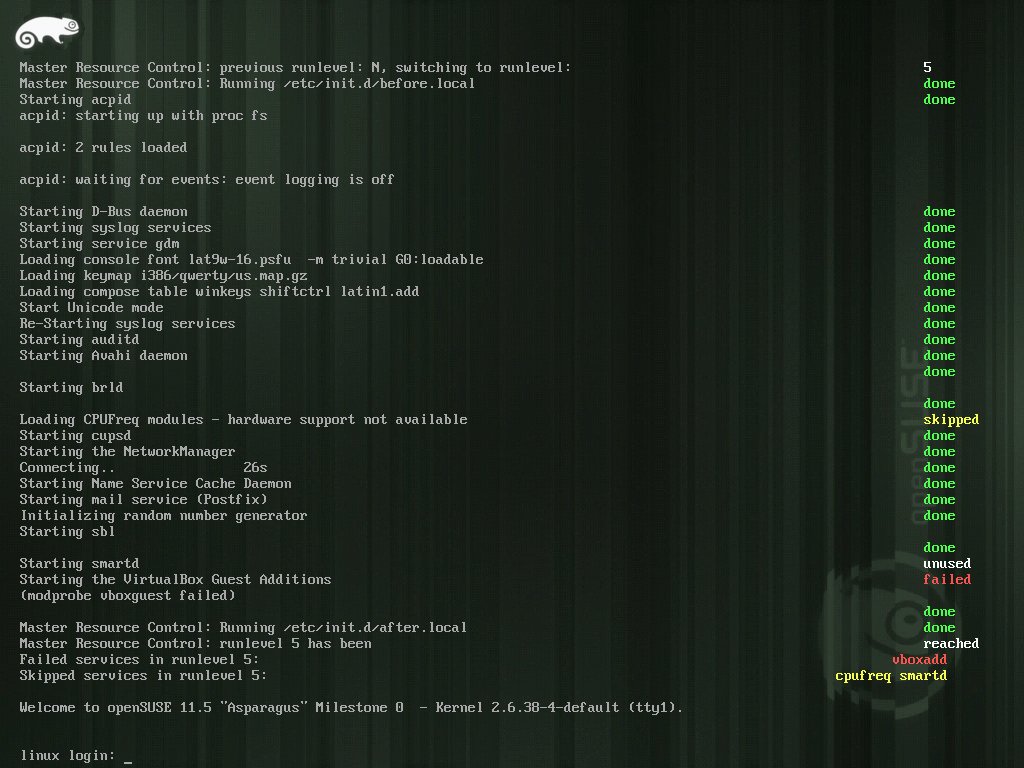 Master Resource Control: previous runlevel: N, switching to runlevel: 5
Master Resource Control: Running /etc/init.d/before.local done
Starting acpid done
acpid: starting up with proc fs
acpid: 2 rules loaded
acpid: waiting for events: event logging is off
Starting D-Bus daemon done
Starting syslog services done
Starting service gdm done
Loading console font lat9w-16.psfu -m trivial G0:loadable done
Loading keymap i386/qwerty/us.map.gz done
Loading compose table winkeys shiftctrl latin1.add done
Start Unicode mode done
Re-Starting syslog services done
Starting auditd done
Starting Avahi daemon done
done
Starting brld
done
Loading CPUFreq modules - hardware support not available skipped
Starting cupsd done
Starting the NetworkManager done
Connecting.. 26s done
Starting Name Service Cache Daemon done
Starting mail service (Postfix) done
Initializing random number generator done
Starting sbl
done
Starting smartd unused
Starting the VirtualBox Guest Additions failed
(modprobe vboxguest failed)
done
Master Resource Control: Running /etc/init.d/after.local done
Master Resource Control: runlevel 5 has been reached
Failed services in runlevel 5: vboxadd
Skipped services in runlevel 5: cpufreq smartd
Welcome to openSUSE 11.5 "Asparagus" Milestone 0 - Kernel 2.6.38-4-default (tty1).
linux login: _
openSUSE